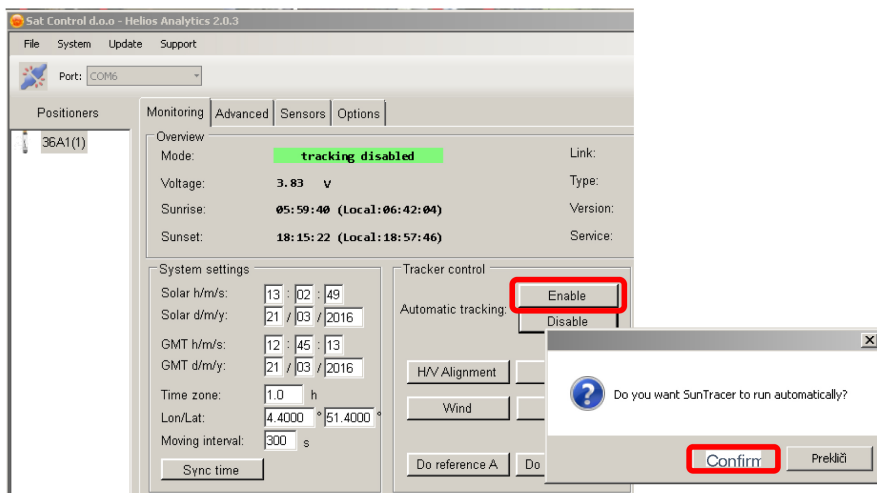 Sat Control d.o.o - Helios Analytics 2.0.3
File System Update Support
Port: COM6
Positioners
36A1(1)
Monitoring Advanced Sensors Options
Overview
Mode: tracking disabled Link:
Voltage: 3.83 V Type:
Sunrise: 05:59:40 (Local:06:42:04) Version:
Sunset: 18:15:22 (Local:18:57:46) Service:
System settings
Solar h/m/s: 13 : 02 : 49
Solar d/m/y: 21 / 03 / 2016
GMT h/m/s: 12 : 45 : 13
GMT d/m/y: 21 / 03 / 2016
Time zone: 1.0 h
Lon/Lat: 4.4000 ° 51.4000 °
Moving interval: 300 s
Sync time
Tracker control
Automatic tracking: Enable
Disable
H/V Alignment
Wind
Do reference A Do
Do you want SunTracer to run automatically?
Confirm Prekliči